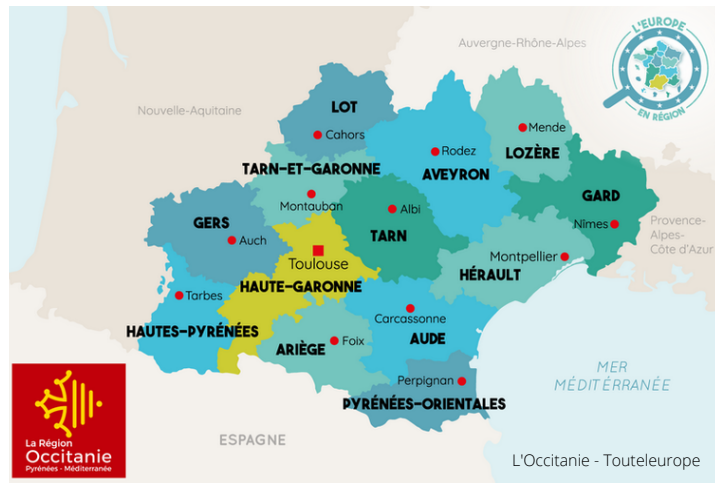 L'EUROPE
EN RÉGION
Auvergne-Rhône-Alpes
Nouvelle-Aquitaine
LOT
Cahors
Mende
LOZÈRE
Rodez
AVEYRON
TARN-ET-GARONNE
Montauban
GARD
Nîmes
Provence-
Alpes-
Côte d'Azur
GERS
Auch
Albi
TARN
Toulouse
HAUTE-GARONNE
Montpellier
HÉRAULT
Tarbes
HAUTES-PYRÉNÉES
Carcassonne
AUDE
Foix
ARIÈGE
Perpignan
PYRÉNÉES-ORIENTALES
MER
MÉDITÉRRANÉE
ESPAGNE
La Région
Occitanie
Pyrénées - Méditerranée
L'Occitanie - Touteleurope